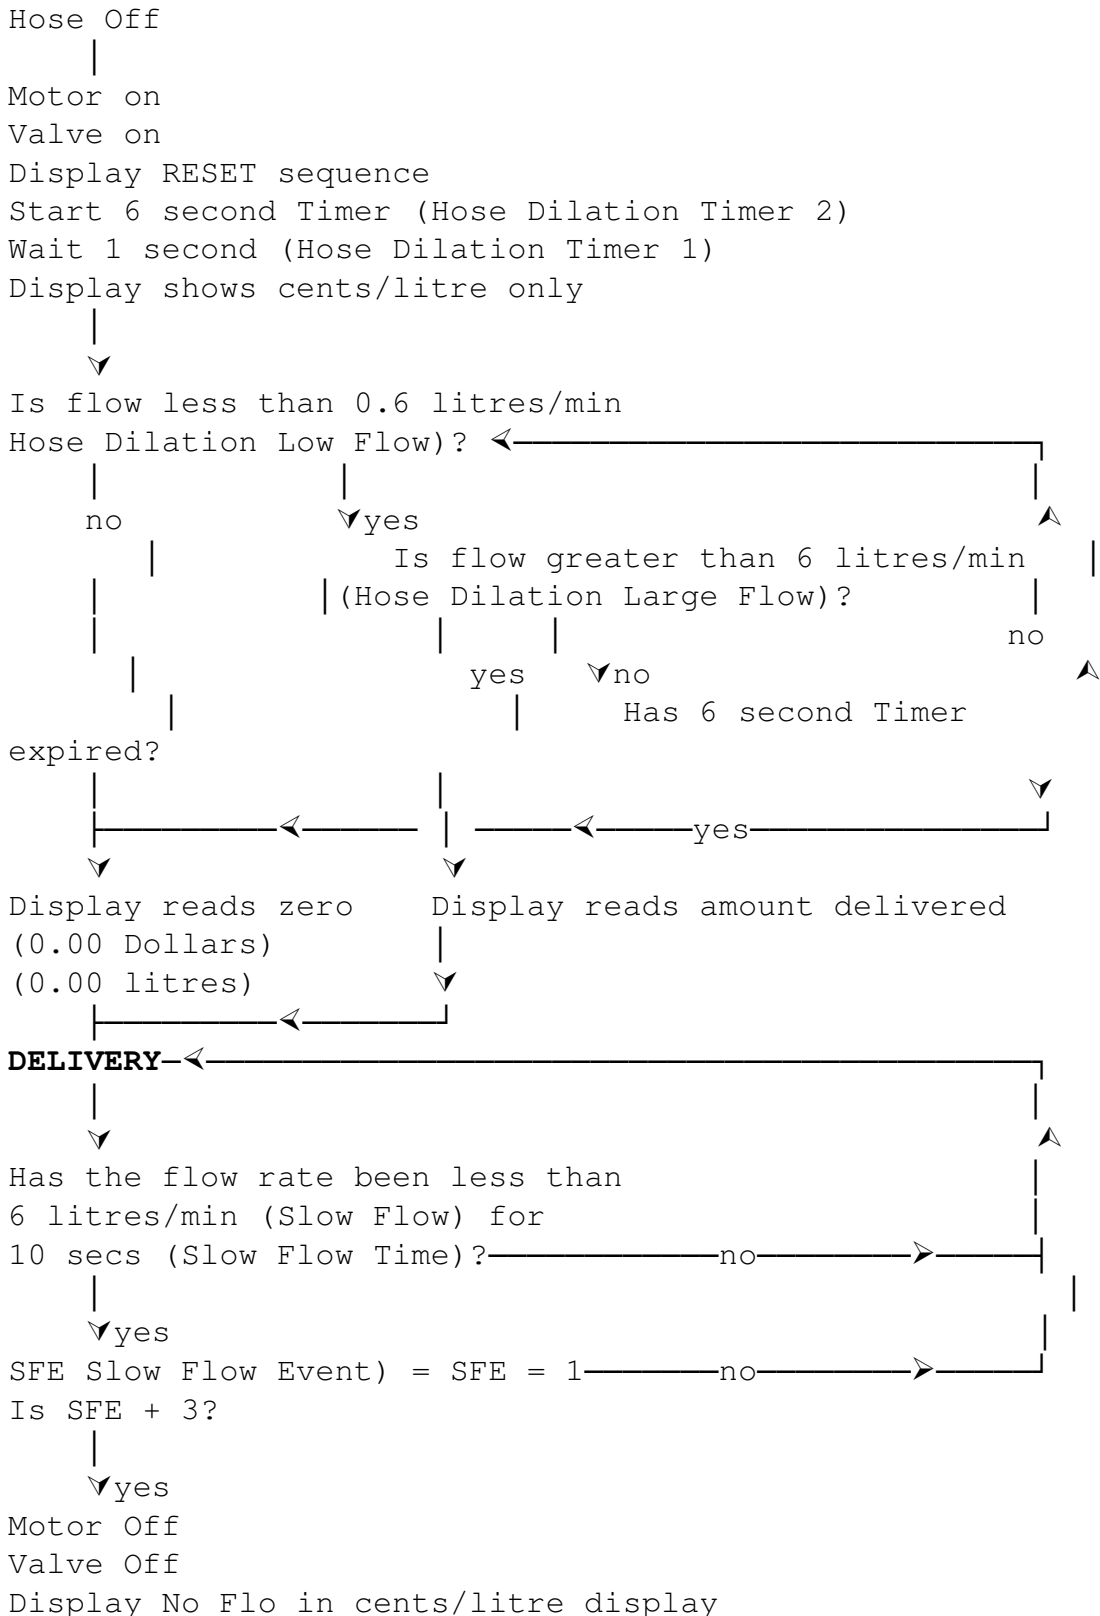 Hose Off
Motor on
Valve on
Display RESET sequence
Start 6 second Timer (Hose Dilation Timer 2)
Wait 1 second (Hose Dilation Timer 1)
Display shows cents/litre only
Is flow less than 0.6 litres/min
Hose Dilation Low Flow)?
no yes
Is flow greater than 6 litres/min
(Hose Dilation Large Flow)?
no
yes no
Has 6 second Timer
expired?
yes
Display reads zero Display reads amount delivered
(0.00 Dollars)
(0.00 litres)
DELIVERY
Has the flow rate been less than
6 litres/min (Slow Flow) for
10 secs (Slow Flow Time)? no
yes
SFE Slow Flow Event) = SFE = 1 no
Is SFE + 3?
yes
Motor Off
Valve Off
Display No Flo in cents/litre display